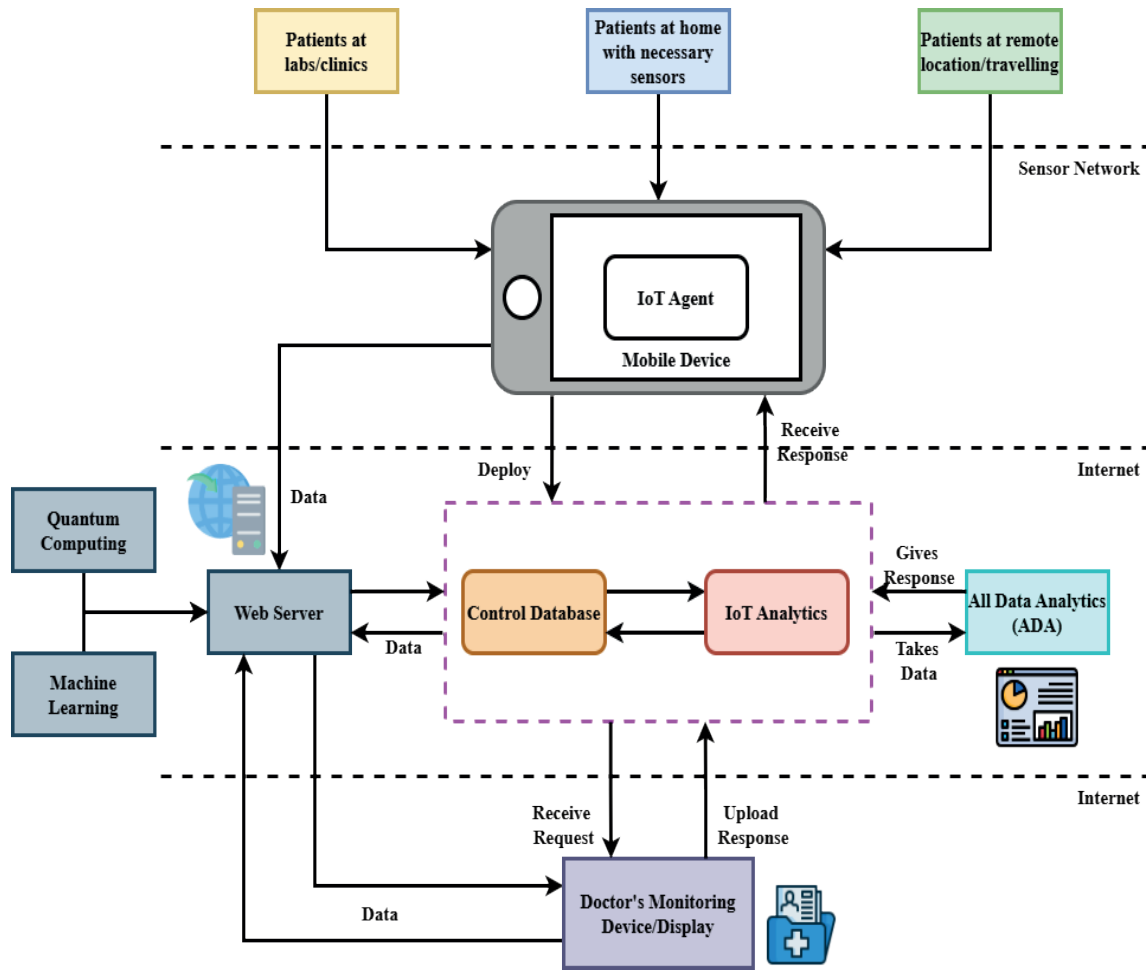 Patients at
labs/clinics
Patients at home
with necessary
sensors
Patients at remote
location/travelling
Sensor Network
IoT Agent
Mobile Device
Receive
Response
Internet
Deploy
Data
Quantum
Computing
Gives
Response
Web Server
Control Database
IoT Analytics
All Data Analytics
(ADA)
Data
Takes
Data
Machine
Learning
Internet
Receive
Request
Upload
Response
Data
Doctor's Monitoring
Device/Display